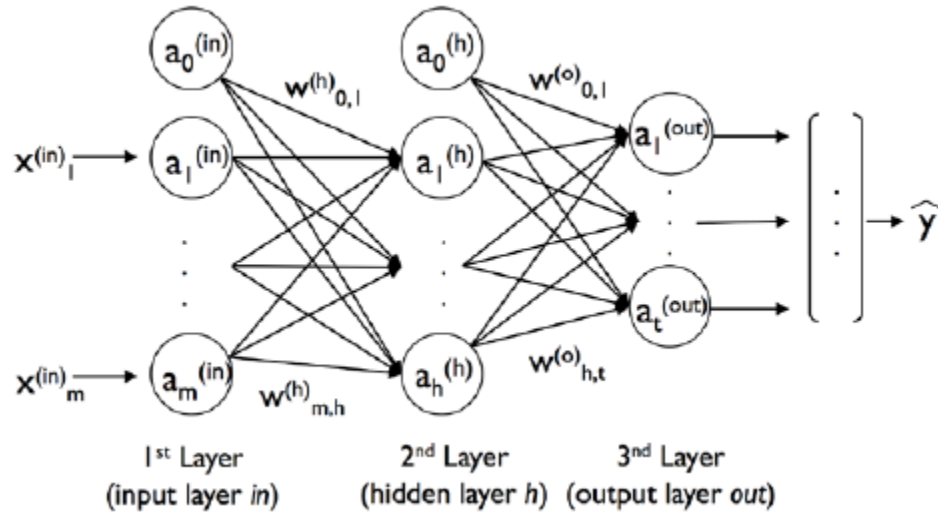 a₀⁽ⁱⁿ⁾ a₀⁽ʰ⁾
w⁽ʰ⁾₀,₁ w⁽ᵒ⁾₀,₁
x⁽ⁱⁿ⁾₁ a₁⁽ⁱⁿ⁾ a₁⁽ʰ⁾ a₁⁽ᵒᵘᵗ⁾
ŷ
x⁽ⁱⁿ⁾ₘ aₘ⁽ⁱⁿ⁾ w⁽ʰ⁾ₘ,ₕ aₕ⁽ʰ⁾ w⁽ᵒ⁾ₕ,ₜ aₜ⁽ᵒᵘᵗ⁾
1ˢᵗ Layer 2ⁿᵈ Layer 3ⁿᵈ Layer
(input layer in) (hidden layer h) (output layer out)